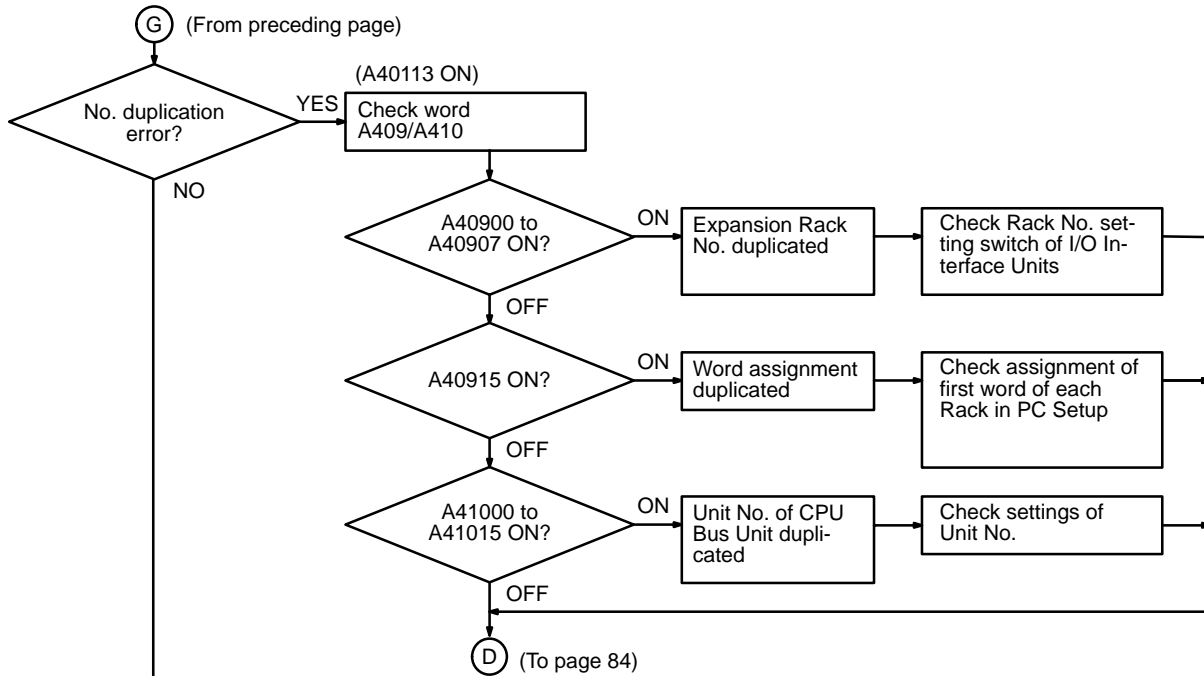 G (From preceding page)
No. duplication
error?
YES
NO
(A40113 ON)
Check word
A409/A410
A40900 to
A40907 ON?
ON
Expansion Rack
No. duplicated
Check Rack No. set-
ting switch of I/O In-
terface Units
OFF
A40915 ON?
ON
Word assignment
duplicated
Check assignment of
first word of each
Rack in PC Setup
OFF
A41000 to
A41015 ON?
ON
Unit No. of CPU
Bus Unit dupli-
cated
Check settings of
Unit No.
OFF
D (To page 84)